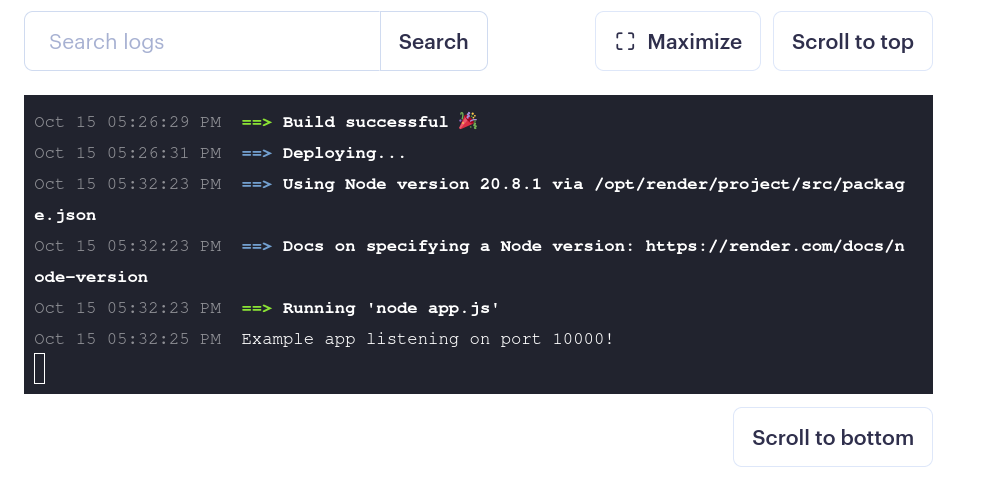 Search logs Search Maximize Scroll to top
Oct 15 05:26:29 PM ==> Build successful 🎉
Oct 15 05:26:31 PM ==> Deploying...
Oct 15 05:32:23 PM ==> Using Node version 20.8.1 via /opt/render/project/src/packag
e.json
Oct 15 05:32:23 PM ==> Docs on specifying a Node version: https://render.com/docs/n
ode-version
Oct 15 05:32:23 PM ==> Running 'node app.js'
Oct 15 05:32:25 PM Example app listening on port 10000!
Scroll to bottom